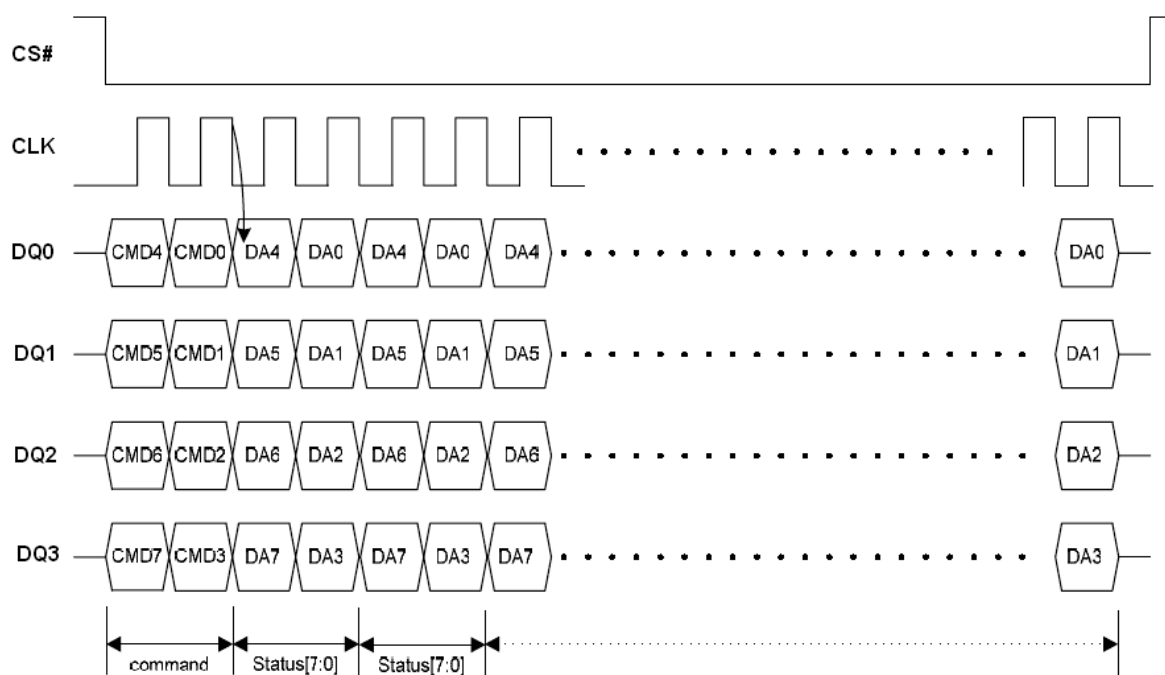 CS#
CLK
DQ0 CMD4 CMD0 DA4 DA0 DA4 DA0 DA4 DA0
DQ1 CMD5 CMD1 DA5 DA1 DA5 DA1 DA5 DA1
DQ2 CMD6 CMD2 DA6 DA2 DA6 DA2 DA6 DA2
DQ3 CMD7 CMD3 DA7 DA3 DA7 DA3 DA7 DA3
command Status[7:0] Status[7:0]